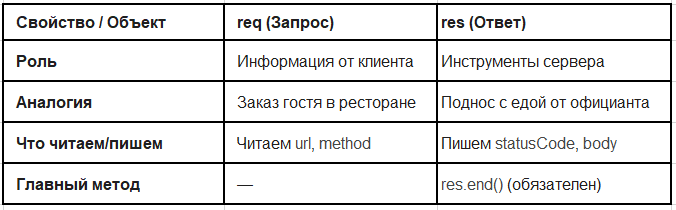 Свойство / Объект req (Запрос) res (Ответ)
Роль Информация от клиента Инструменты сервера
Аналогия Заказ гостя в ресторане Поднос с едой от официанта
Что читаем/пишем Читаем url, method Пишем statusCode, body
Главный метод — res.end() (обязателен)